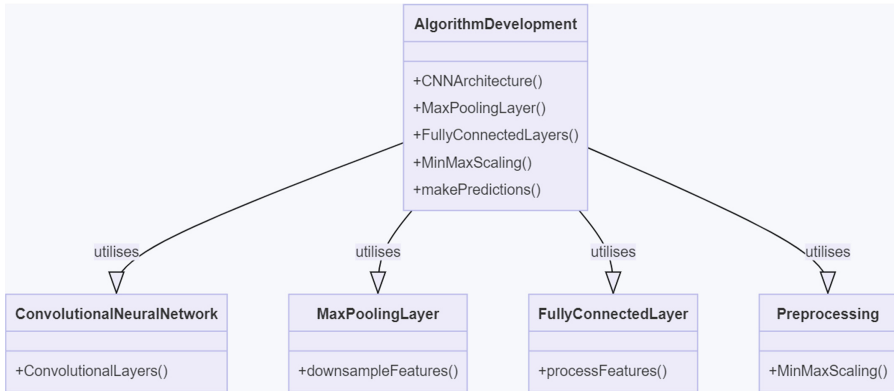 AlgorithmDevelopment
+CNNArchitecture()
+MaxPoolingLayer()
+FullyConnectedLayers()
+MinMaxScaling()
+makePredictions()
utilises
utilises
utilises
utilises
ConvolutionalNeuralNetwork
+ConvolutionalLayers()
MaxPoolingLayer
+downsampleFeatures()
FullyConnectedLayer
+processFeatures()
Preprocessing
+MinMaxScaling()